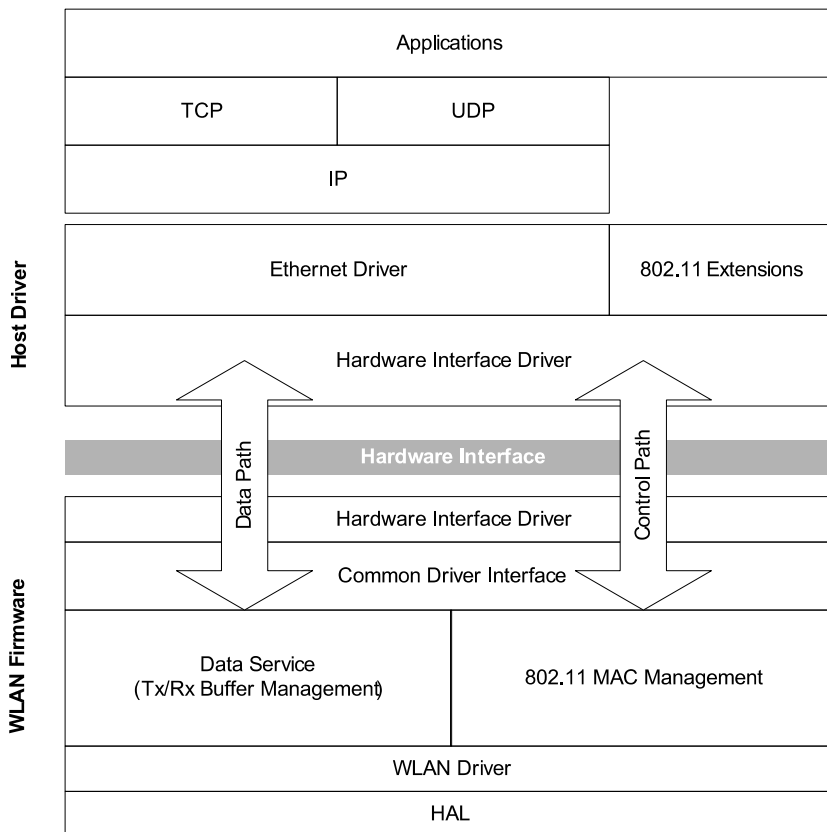 Applications
TCP
UDP
IP
Host Driver
Ethernet Driver
802.11 Extensions
Hardware Interface Driver
Data Path
Control Path
Hardware Interface
WLAN Firmware
Hardware Interface Driver
Common Driver Interface
Data Service
(Tx/Rx Buffer Management)
802.11 MAC Management
WLAN Driver
HAL